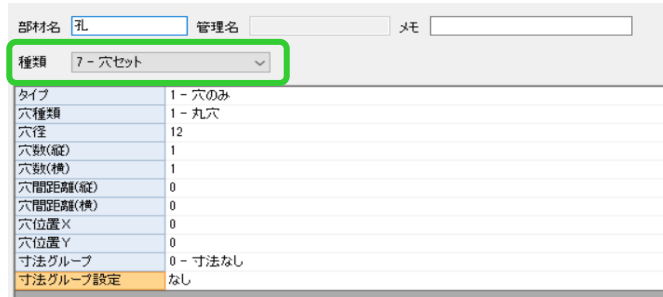 部材名 孔 管理名 メモ
種類 7 - 穴セット
タイプ 1 - 穴のみ
穴種類 1 - 丸穴
穴径 12
穴数(縦) 1
穴数(横) 1
穴間距離(縦) 0
穴間距離(横) 0
穴位置X 0
穴位置Y 0
寸法グループ 0 - 寸法なし
寸法グループ設定 なし